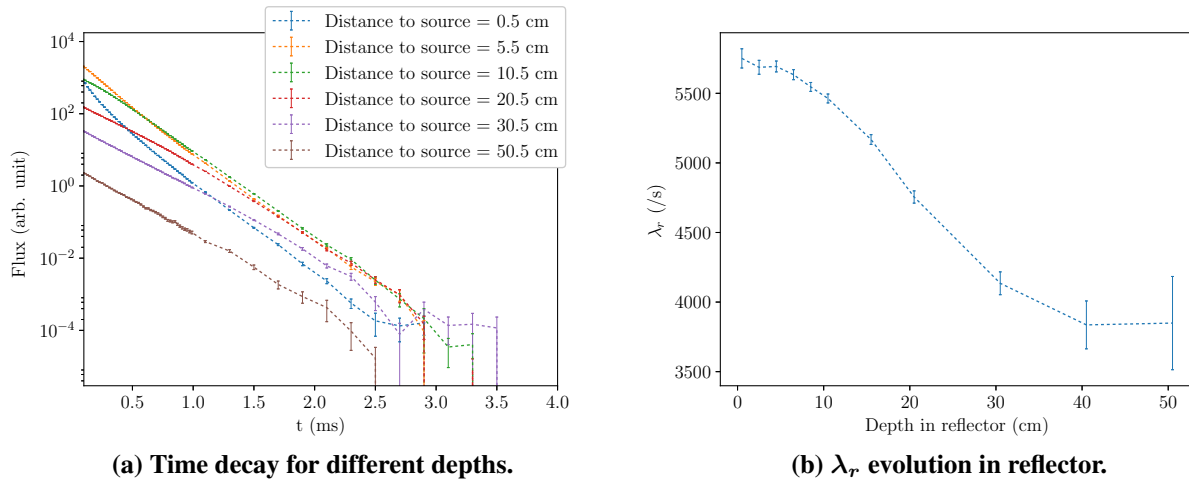 Distance to source = 0.5 cm
Distance to source = 5.5 cm
Distance to source = 10.5 cm
Distance to source = 20.5 cm
Distance to source = 30.5 cm
Distance to source = 50.5 cm
10^4
10^2
10^0
10^{-2}
10^{-4}
Flux (arb. unit)
0.5 1.0 1.5 2.0 2.5 3.0 3.5 4.0
t (ms)
(a) Time decay for different depths.
5500
5000
4500
4000
3500
λ_r (/s)
0 10 20 30 40 50
Depth in reflector (cm)
(b) λ_r evolution in reflector.